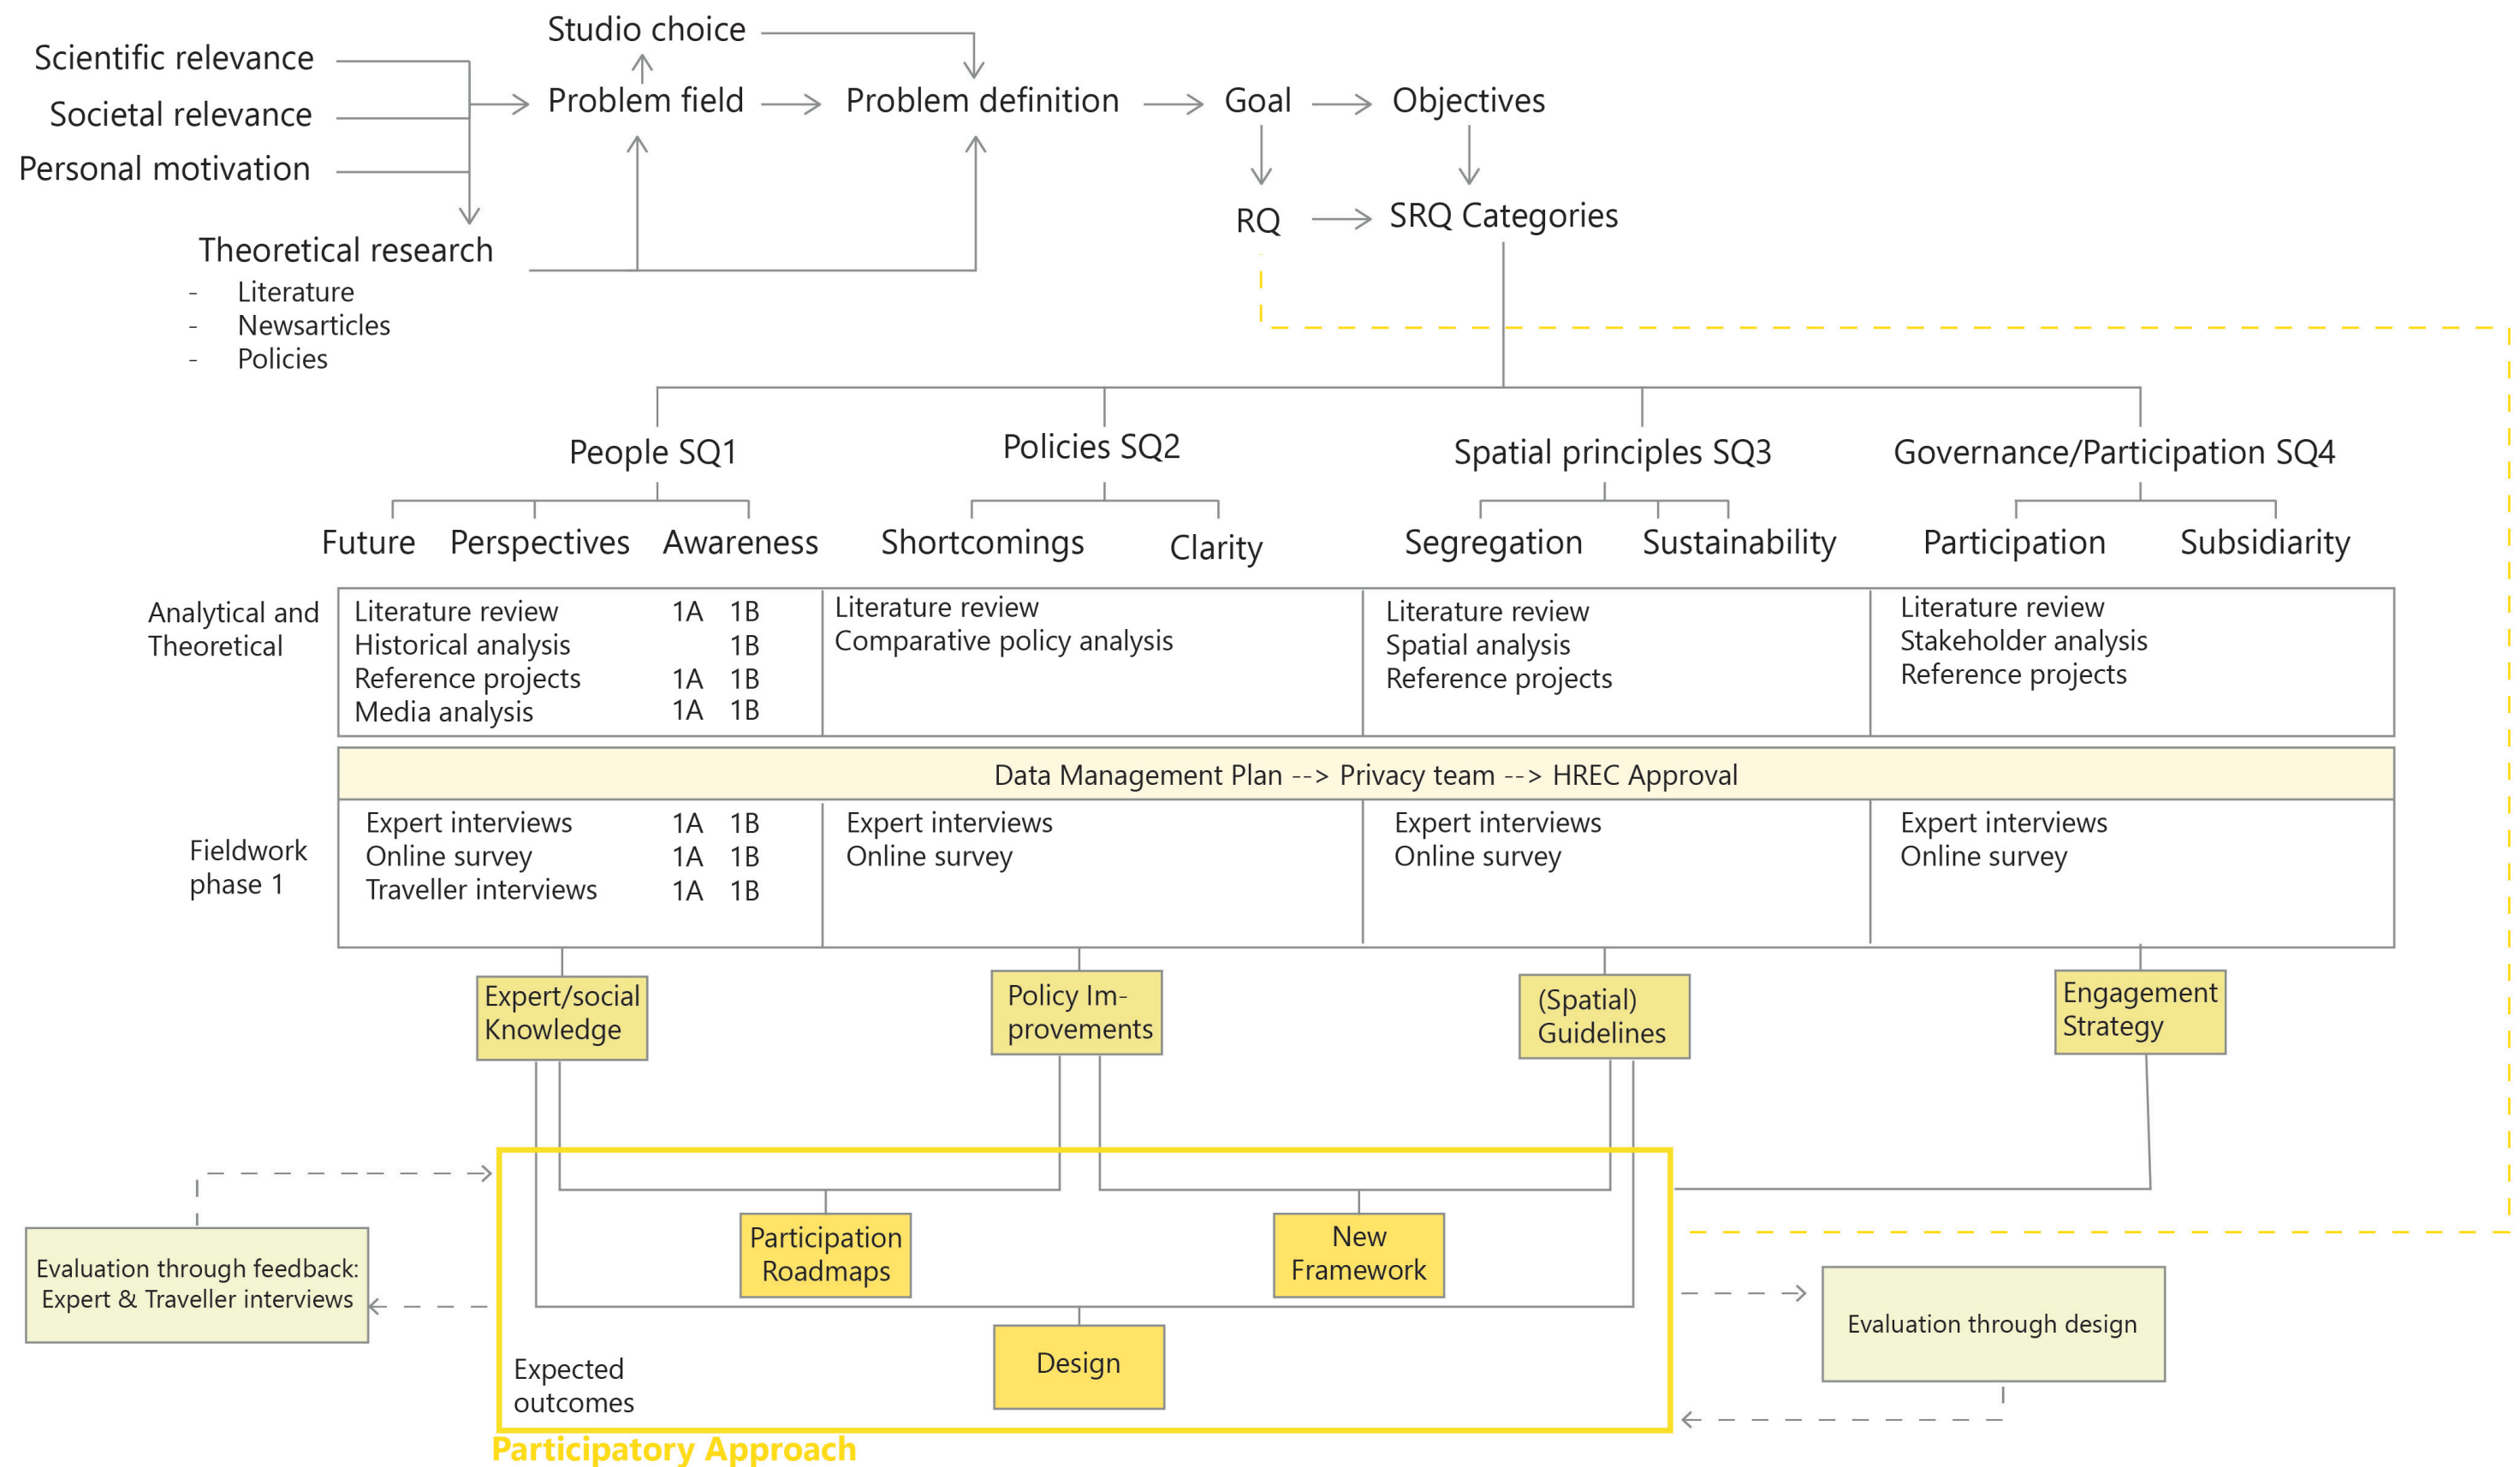 Studio choice
Scientific relevance
Societal relevance
Personal motivation
Problem field
Problem definition
Goal
Objectives
RQ
SRQ Categories
Theoretical research
- Literature
- Newsarticles
- Policies
People SQ1
Policies SQ2
Spatial principles SQ3
Governance/Participation SQ4
Future
Perspectives
Awareness
Shortcomings
Clarity
Segregation
Sustainability
Participation
Subsidiarity
Analytical and
Theoretical
Literature review 1A 1B
Historical analysis 1B
Reference projects 1A 1B
Media analysis 1A 1B
Literature review
Comparative policy analysis
Literature review
Spatial analysis
Reference projects
Literature review
Stakeholder analysis
Reference projects
Data Management Plan --> Privacy team --> HREC Approval
Fieldwork
phase 1
Expert interviews 1A 1B
Online survey 1A 1B
Traveller interviews 1A 1B
Expert interviews
Online survey
Expert interviews
Online survey
Expert interviews
Online survey
Expert/social
Knowledge
Policy Im-
provements
(Spatial)
Guidelines
Engagement
Strategy
Evaluation through feedback:
Expert & Traveller interviews
Participation
Roadmaps
New
Framework
Evaluation through design
Design
Expected
outcomes
Participatory Approach